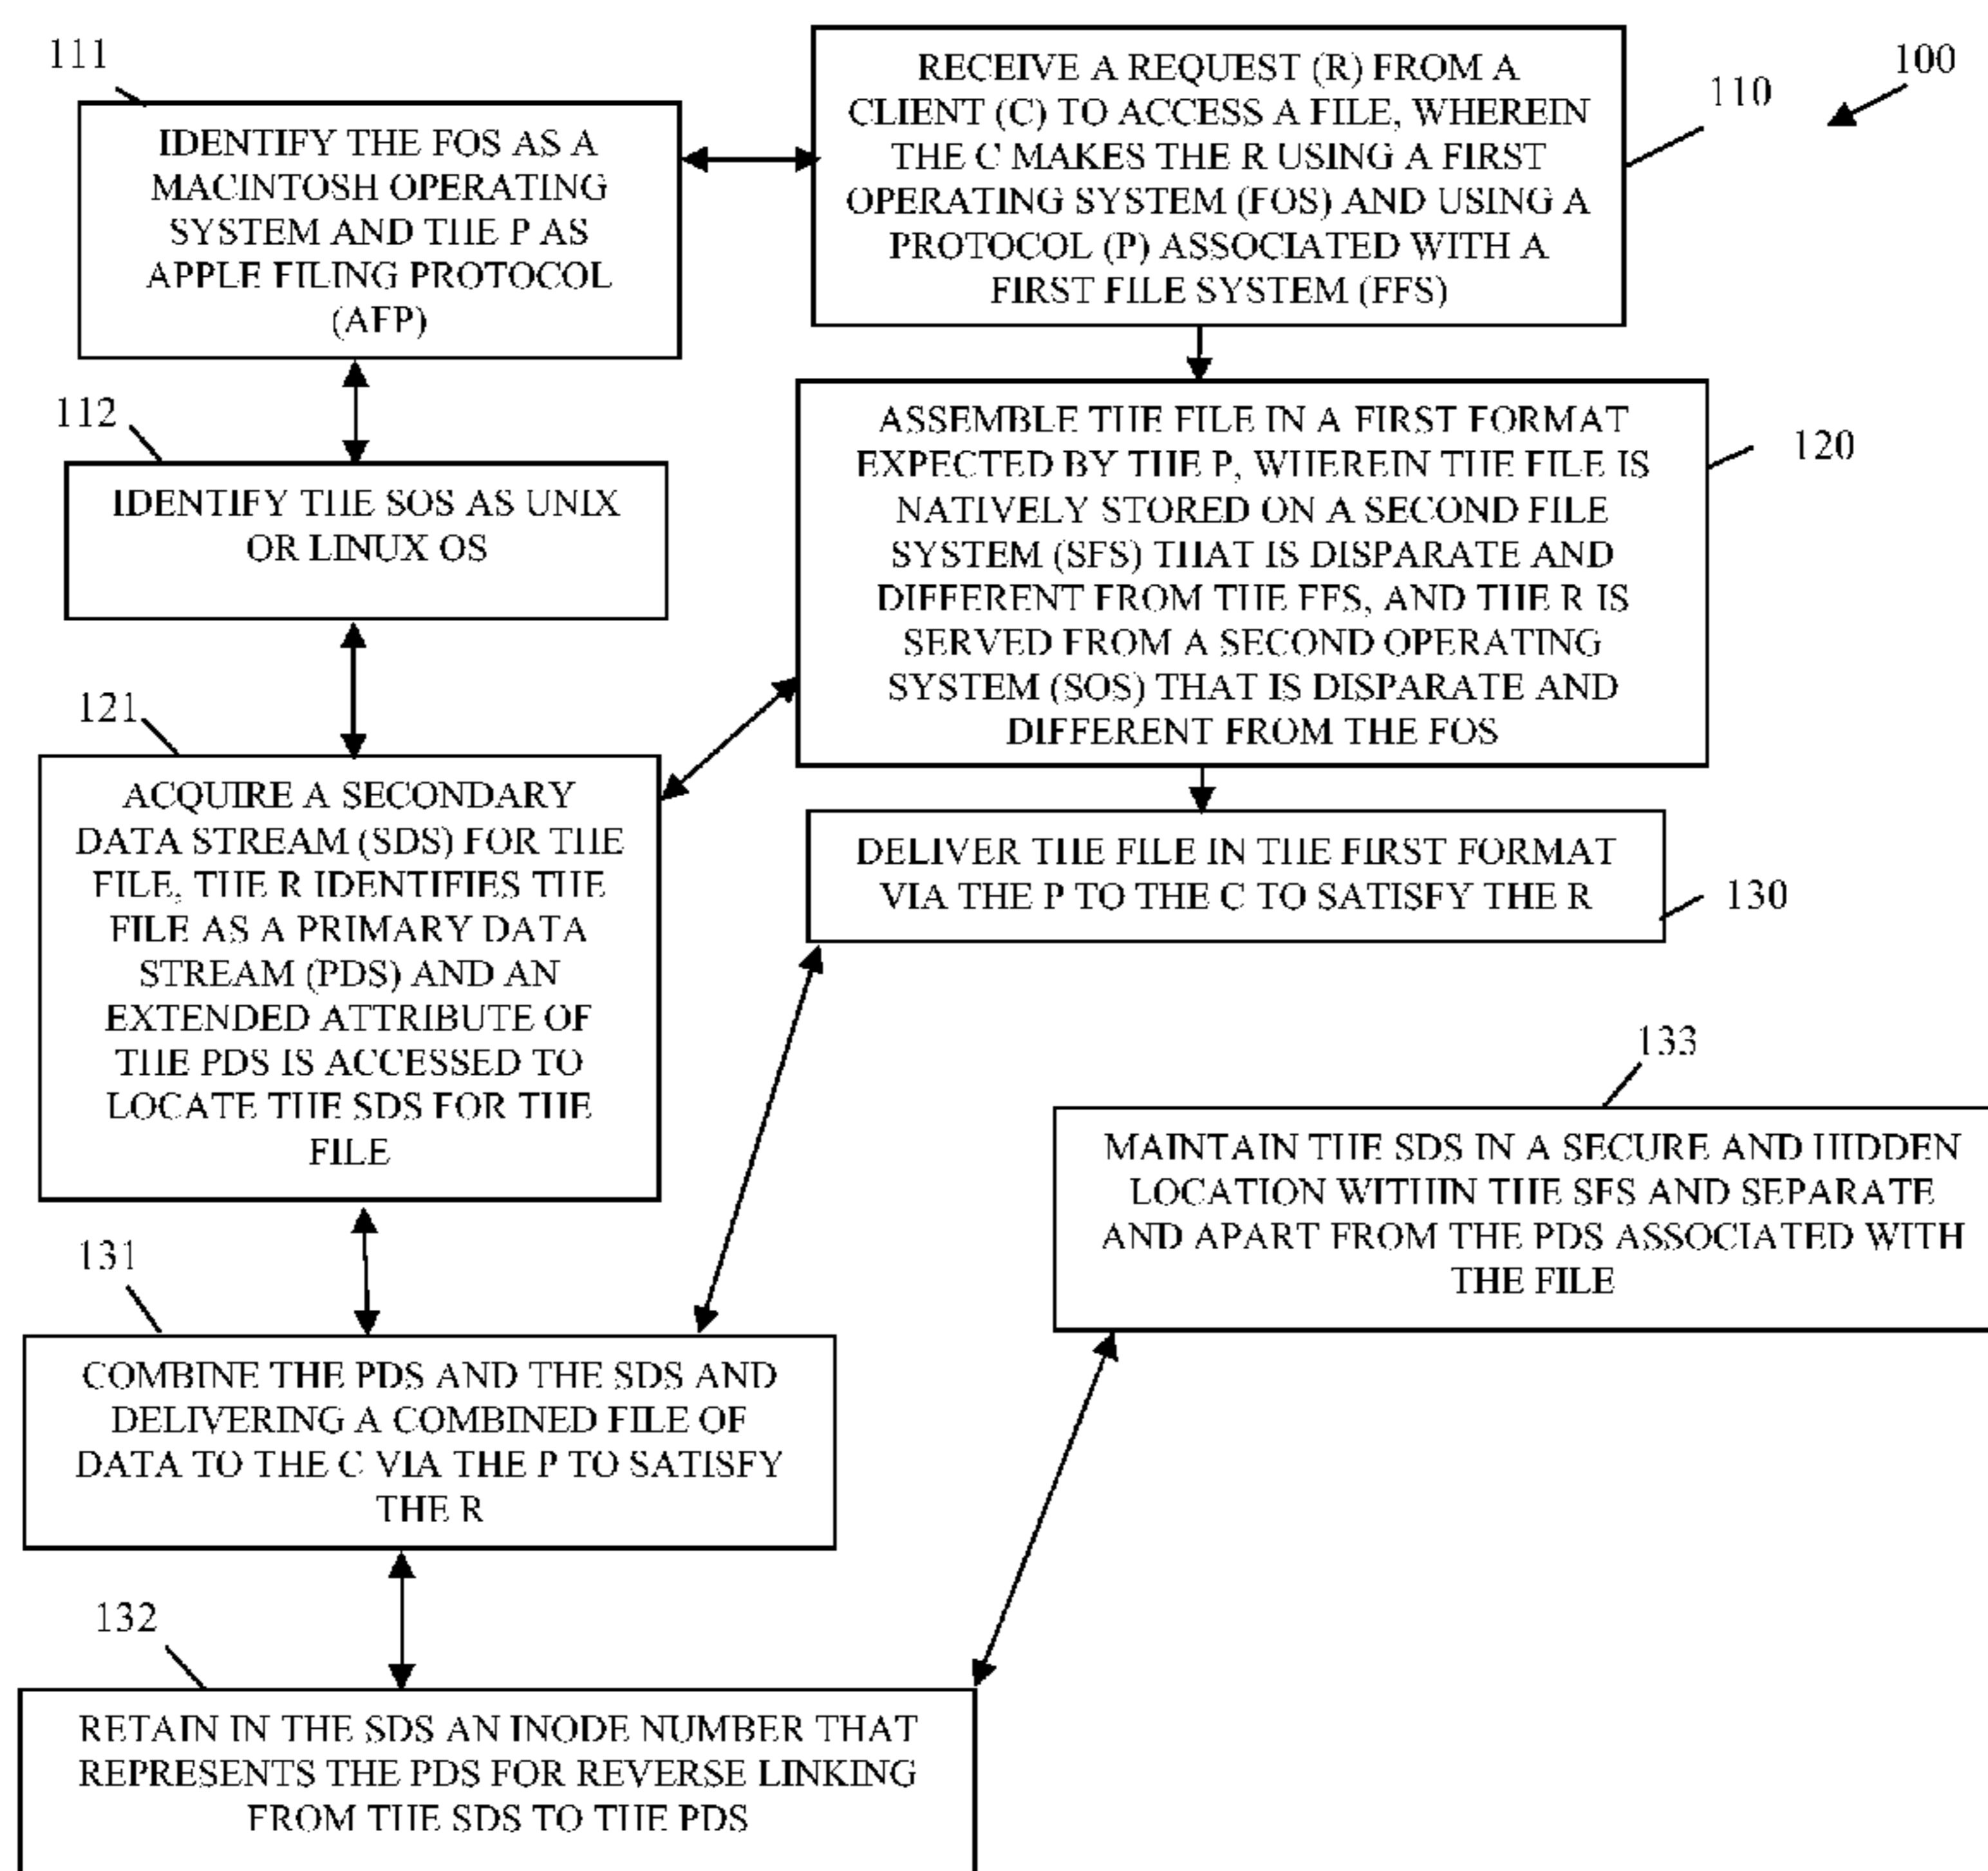 111
IDENTIFY THE FOS AS A
MACINTOSH OPERATING
SYSTEM AND THE P AS
APPLE FILING PROTOCOL
(AFP)
RECEIVE A REQUEST (R) FROM A
CLIENT (C) TO ACCESS A FILE, WHEREIN
THE C MAKES THE R USING A FIRST
OPERATING SYSTEM (FOS) AND USING A
PROTOCOL (P) ASSOCIATED WITH A
FIRST FILE SYSTEM (FFS)
110
100
112
IDENTIFY THE SOS AS UNIX
OR LINUX OS
ASSEMBLE THE FILE IN A FIRST FORMAT
EXPECTED BY THE P, WHEREIN THE FILE IS
NATIVELY STORED ON A SECOND FILE
SYSTEM (SFS) THAT IS DISPARATE AND
DIFFERENT FROM THE FFS, AND THE R IS
SERVED FROM A SECOND OPERATING
SYSTEM (SOS) THAT IS DISPARATE AND
DIFFERENT FROM THE FOS
120
121
ACQUIRE A SECONDARY
DATA STREAM (SDS) FOR THE
FILE, THE R IDENTIFIES THE
FILE AS A PRIMARY DATA
STREAM (PDS) AND AN
EXTENDED ATTRIBUTE OF
THE PDS IS ACCESSED TO
LOCATE THE SDS FOR THE
FILE
DELIVER THE FILE IN THE FIRST FORMAT
VIA THE P TO THE C TO SATISFY THE R
130
133
MAINTAIN THE SDS IN A SECURE AND HIDDEN
LOCATION WITHIN THE SFS AND SEPARATE
AND APART FROM THE PDS ASSOCIATED WITH
THE FILE
131
COMBINE THE PDS AND THE SDS AND
DELIVERING A COMBINED FILE OF
DATA TO THE C VIA THE P TO SATISFY
THE R
132
RETAIN IN THE SDS AN INODE NUMBER THAT
REPRESENTS THE PDS FOR REVERSE LINKING
FROM THE SDS TO THE PDS